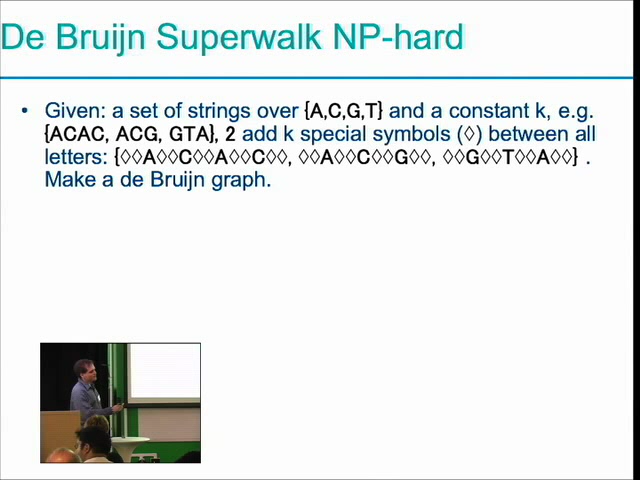 De Bruijn Superwalk NP-hard
• Given: a set of strings over {A,C,G,T} and a constant k, e.g.
{ACAC, ACG, GTA}, 2 add k special symbols (◊) between all
letters: {◊◊A◊◊C◊◊A◊◊C◊◊, ◊◊A◊◊C◊◊G◊◊, ◊◊G◊◊T◊◊A◊◊} .
Make a de Bruijn graph.